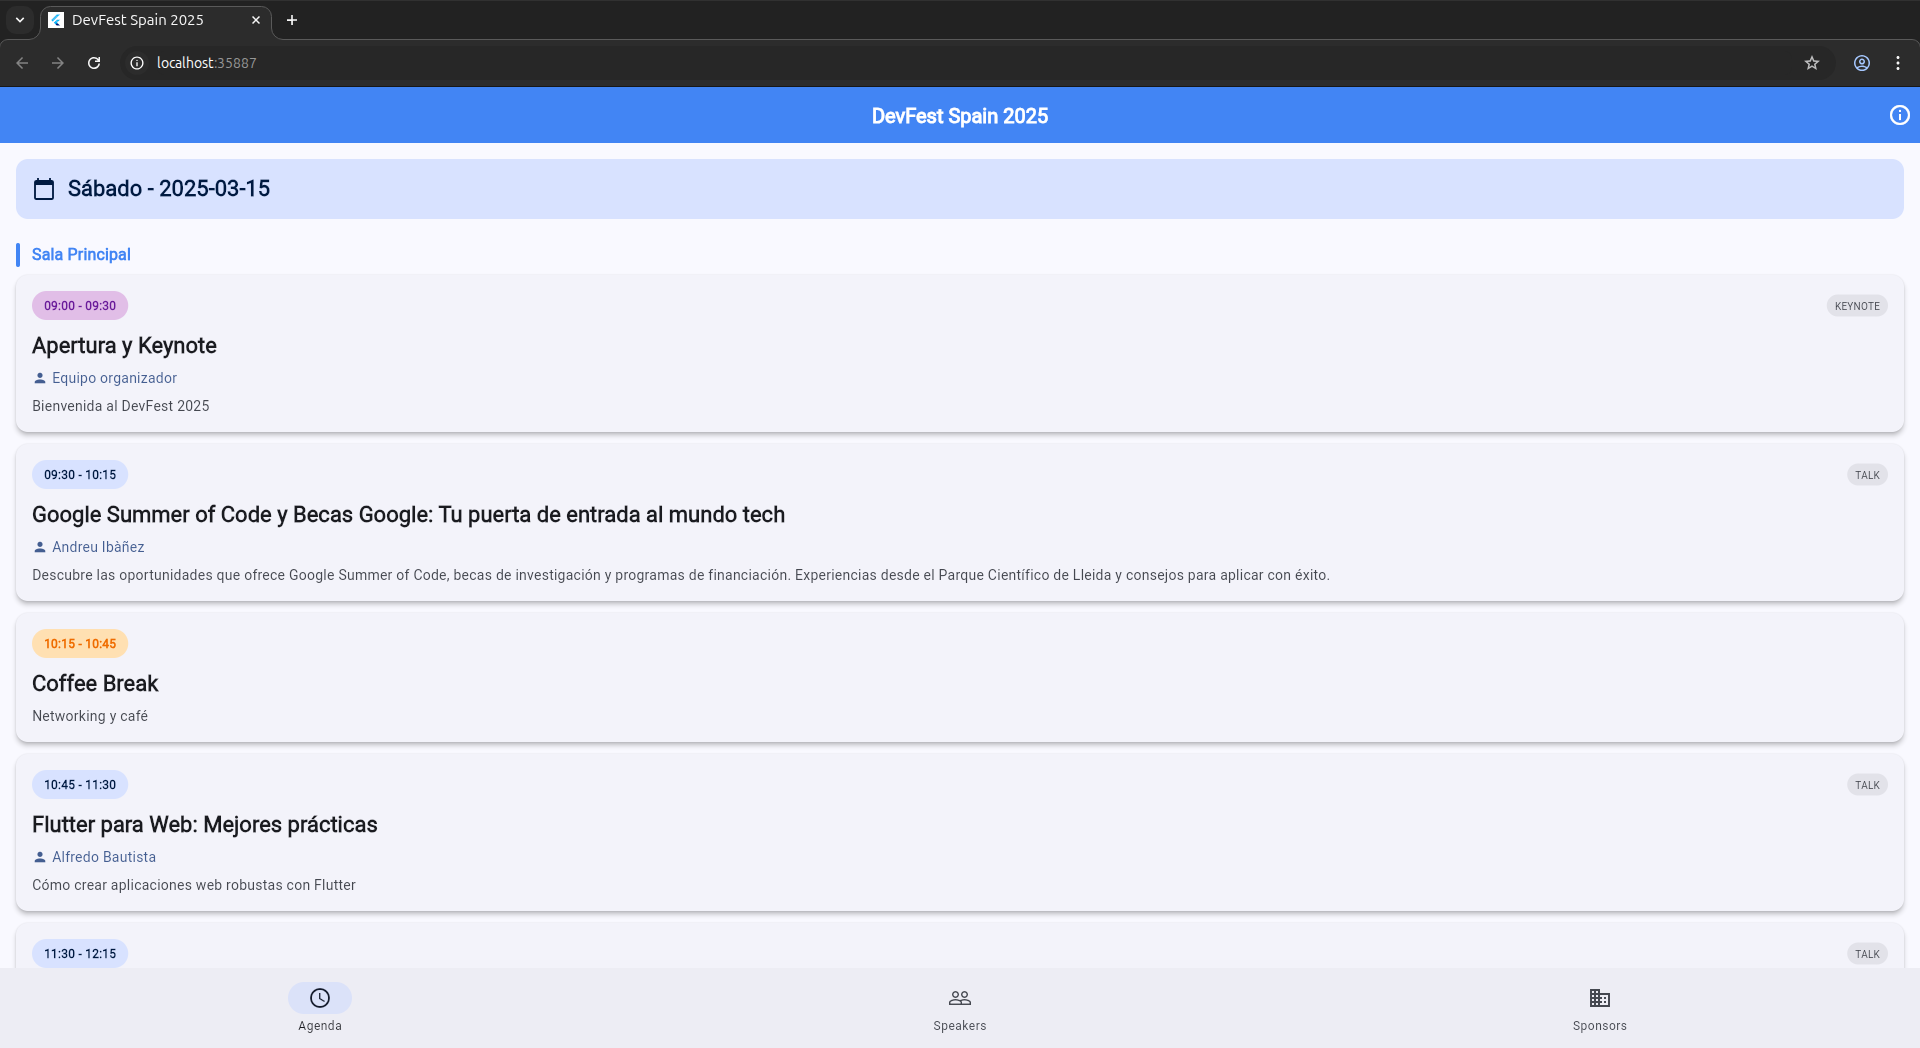 DevFest Spain 2025
localhost:35887
DevFest Spain 2025
Sábado - 2025-03-15
Sala Principal
09:00 - 09:30
KEYNOTE
Apertura y Keynote
Equipo organizador
Bienvenida al DevFest 2025
09:30 - 10:15
TALK
Google Summer of Code y Becas Google: Tu puerta de entrada al mundo tech
Andreu Ibàñez
Descubre las oportunidades que ofrece Google Summer of Code, becas de investigación y programas de financiación. Experiencias desde el Parque Científico de Lleida y consejos para aplicar con éxito.
10:15 - 10:45
Coffee Break
Networking y café
10:45 - 11:30
TALK
Flutter para Web: Mejores prácticas
Alfredo Bautista
Cómo crear aplicaciones web robustas con Flutter
11:30 - 12:15
TALK
Agenda
Speakers
Sponsors